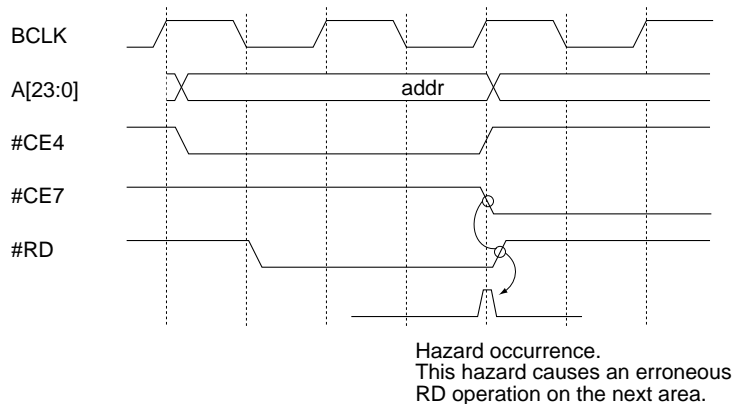 BCLK
A[23:0]
addr
#CE4
#CE7
#RD
Hazard occurrence.
This hazard causes an erroneous
RD operation on the next area.